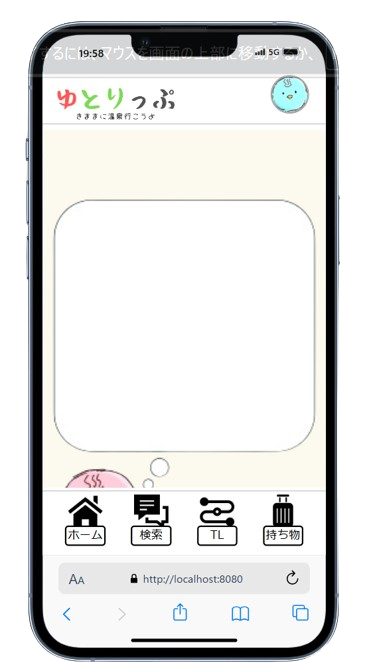 するには、マウスを画面の上部に移動するか、
19:58
5G
ゆとりっぷ
きままに温泉行こうか
ホーム
検索
TL
持ち物
AA
http://localhost:8080